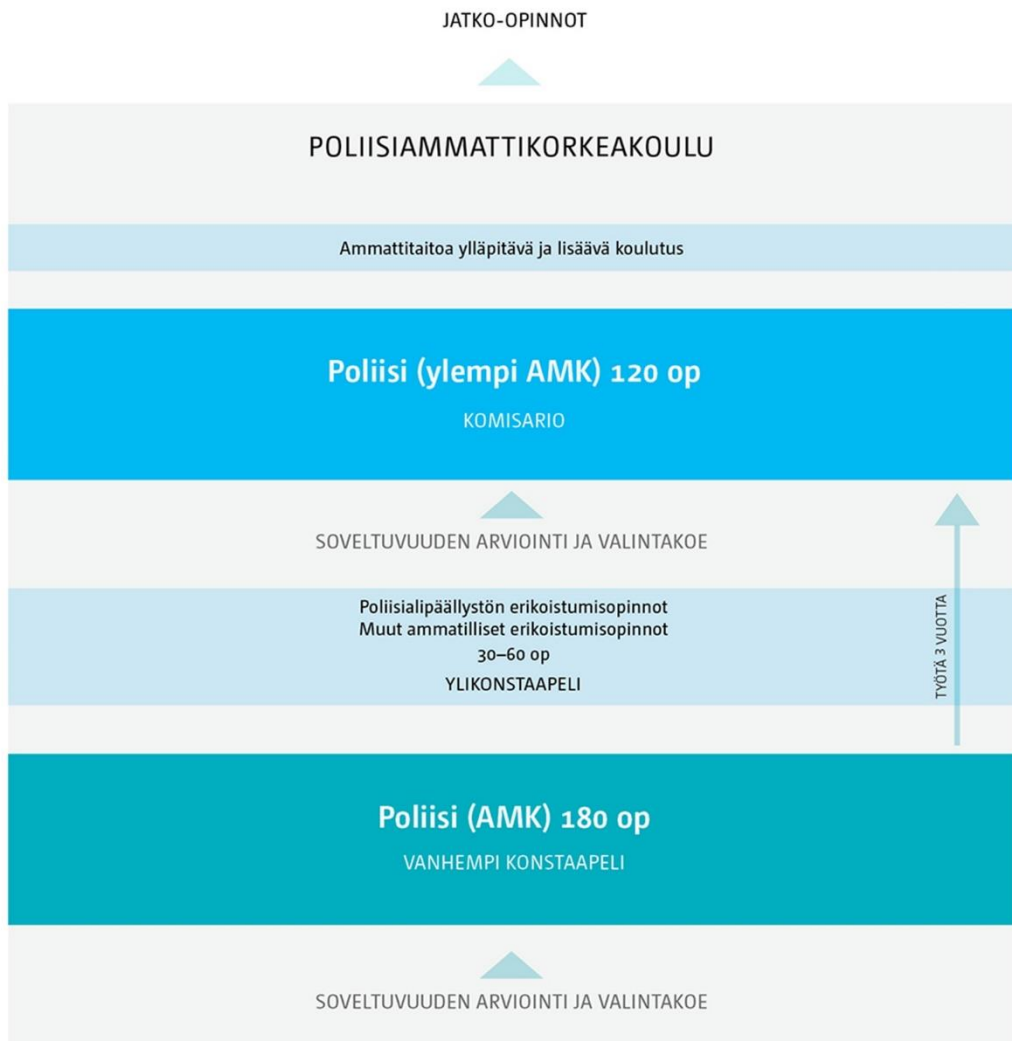 JATKO-OPINNOT
POLIISIAMMATTIKORKEAKOULU
Ammattitaitoa ylläpitävä ja lisäävä koulutus
Poliisi (ylempi AMK) 120 op
KOMISARIO
SOVELTUVUUDEN ARVIOINTI JA VALINTAKOE
Poliisialipäällystön erikoistumisopinnot
Muut ammatilliset erikoistumisopinnot
30–60 op
YLIKONSTAAPELI
TYÖTÄ 3 VUOTTA
Poliisi (AMK) 180 op
VANHEMPI KONSTAAPELI
SOVELTUVUUDEN ARVIOINTI JA VALINTAKOE